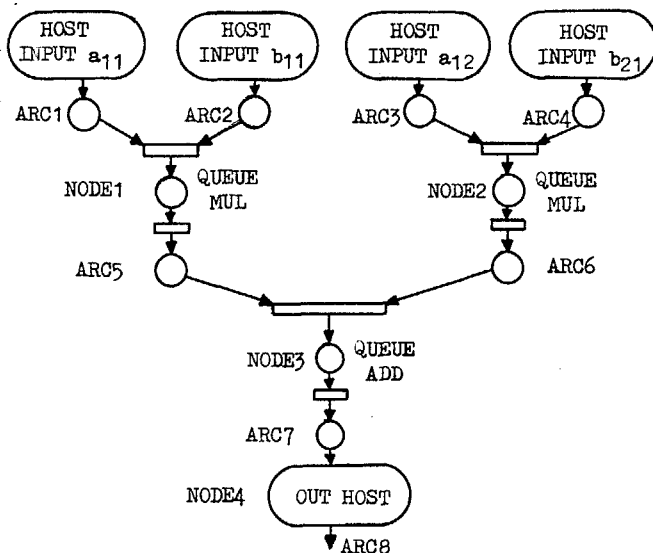 HOST
INPUT a11
HOST
INPUT b11
HOST
INPUT a12
HOST
INPUT b21
ARC1
ARC2
ARC3
ARC4
NODE1
QUEUE
MUL
NODE2
QUEUE
MUL
ARC5
ARC6
NODE3
QUEUE
ADD
ARC7
NODE4
OUT HOST
ARC8